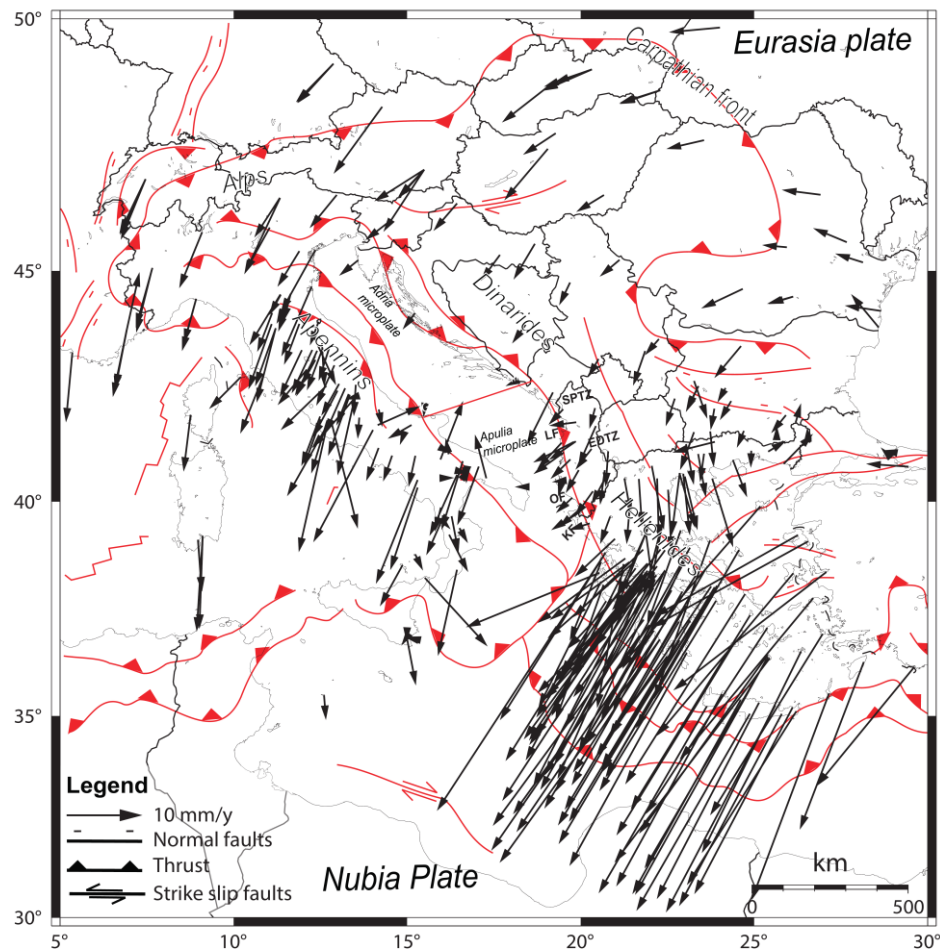 50°
Eurasia plate
Carpathian front
Alps
45°
Dinarides
Adria
microplate
Apennins
SPTZ
LF
EDTZ
Apulia
microplate
40°
Hellenides
35°
Legend
10 mm/y
Normal faults
Thrust
Strike slip faults
Nubia Plate
km
0
500
30°
5°
10°
15°
20°
25°
30°